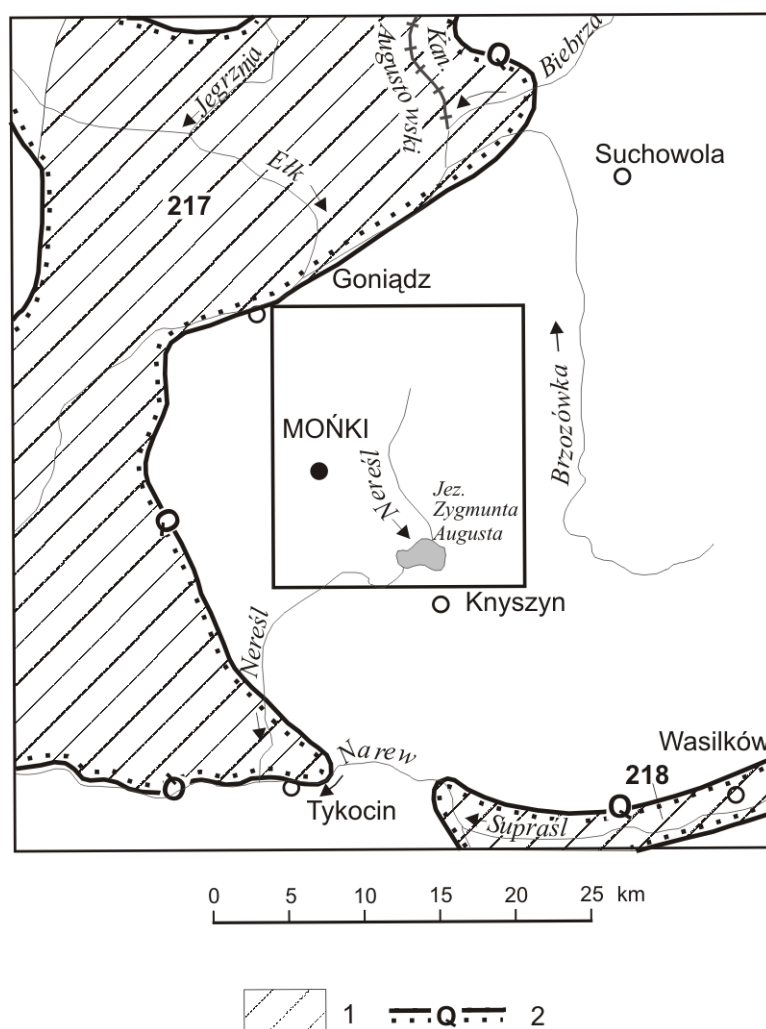 Q
Biebrza
Kan.
Augustowski
Jegrznia
Suchowola
Ełk
217
Goniądz
Brzozówka
MOŃKI
Nereśl
Jez.
Zygmunta
Augusta
Q
Knyszyn
Nereśl
Narew
Wasilków
218
Q
Tykocin
Q
Supraśl
0 5 10 15 20 25 km
1 Q 2